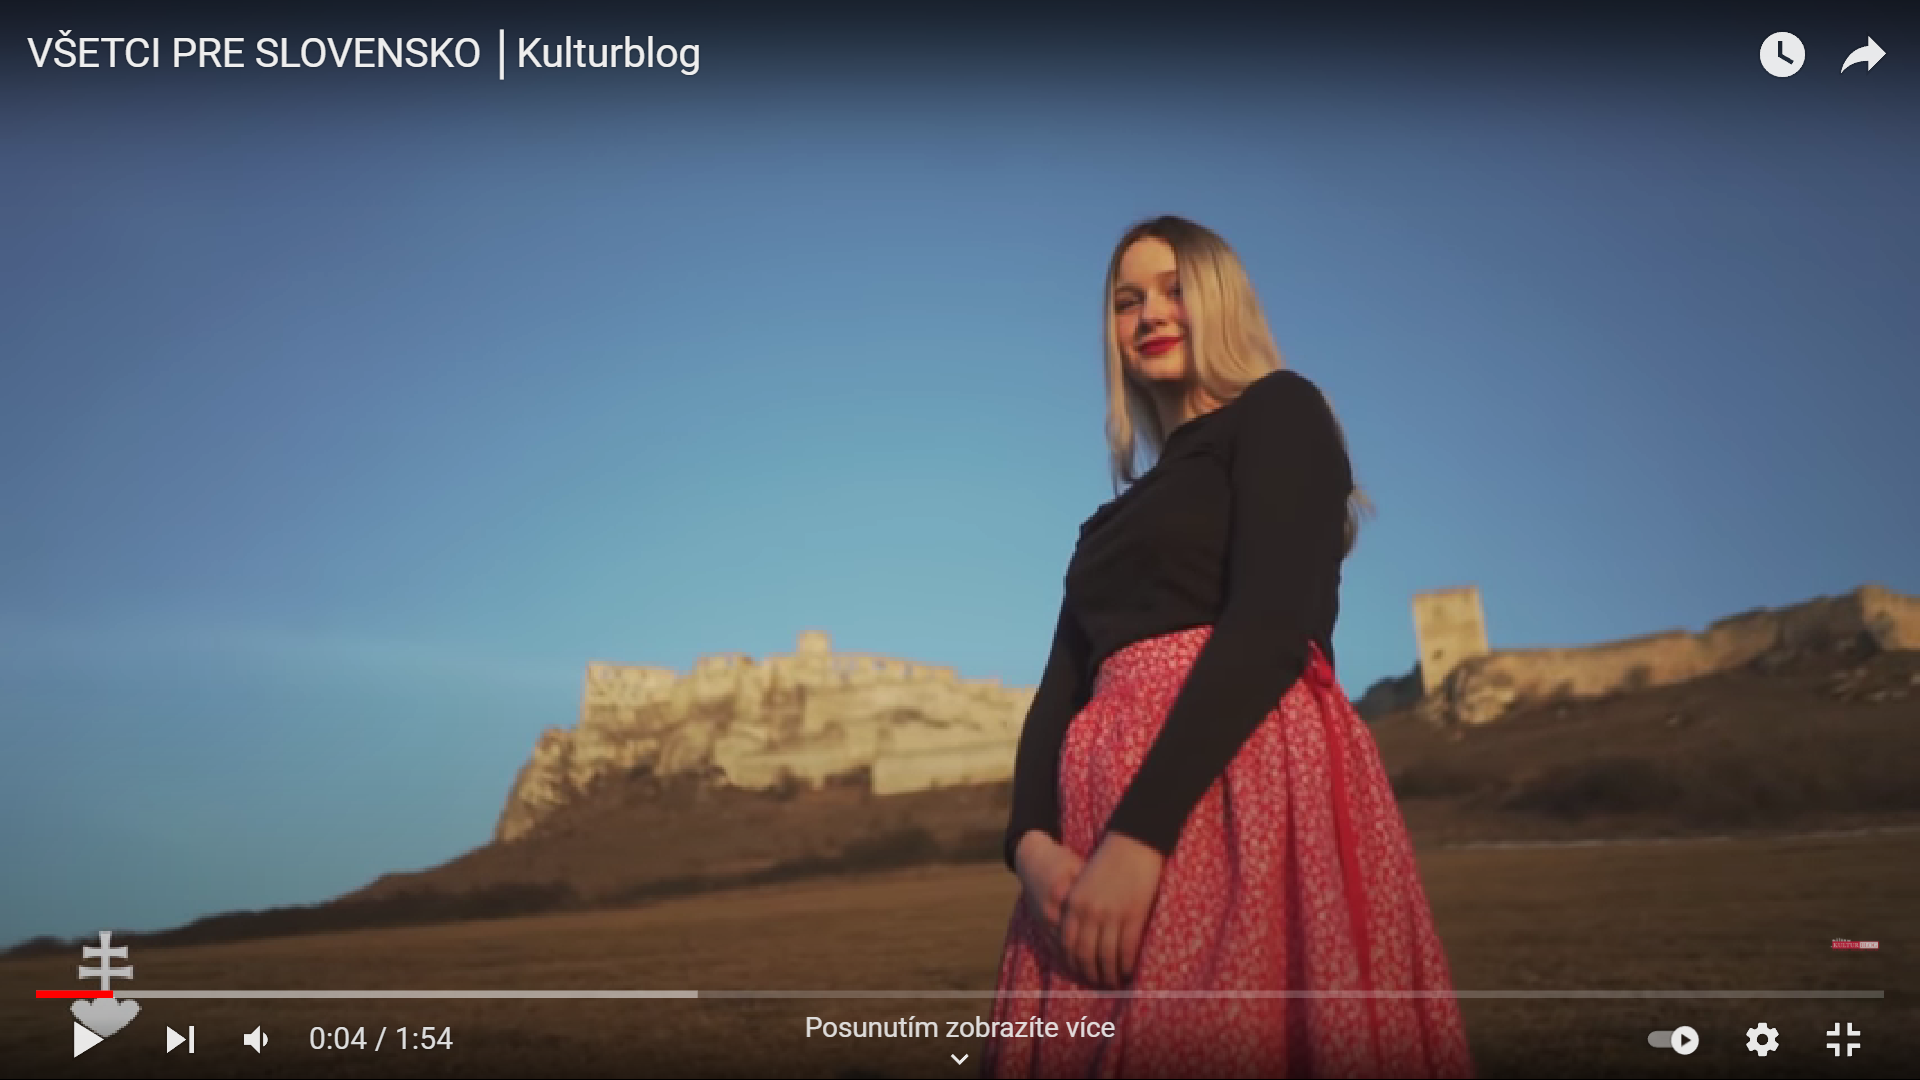 VŠETCI PRE SLOVENSKO | Kulturblog
0:04 / 1:54
Posunutím zobrazíte více